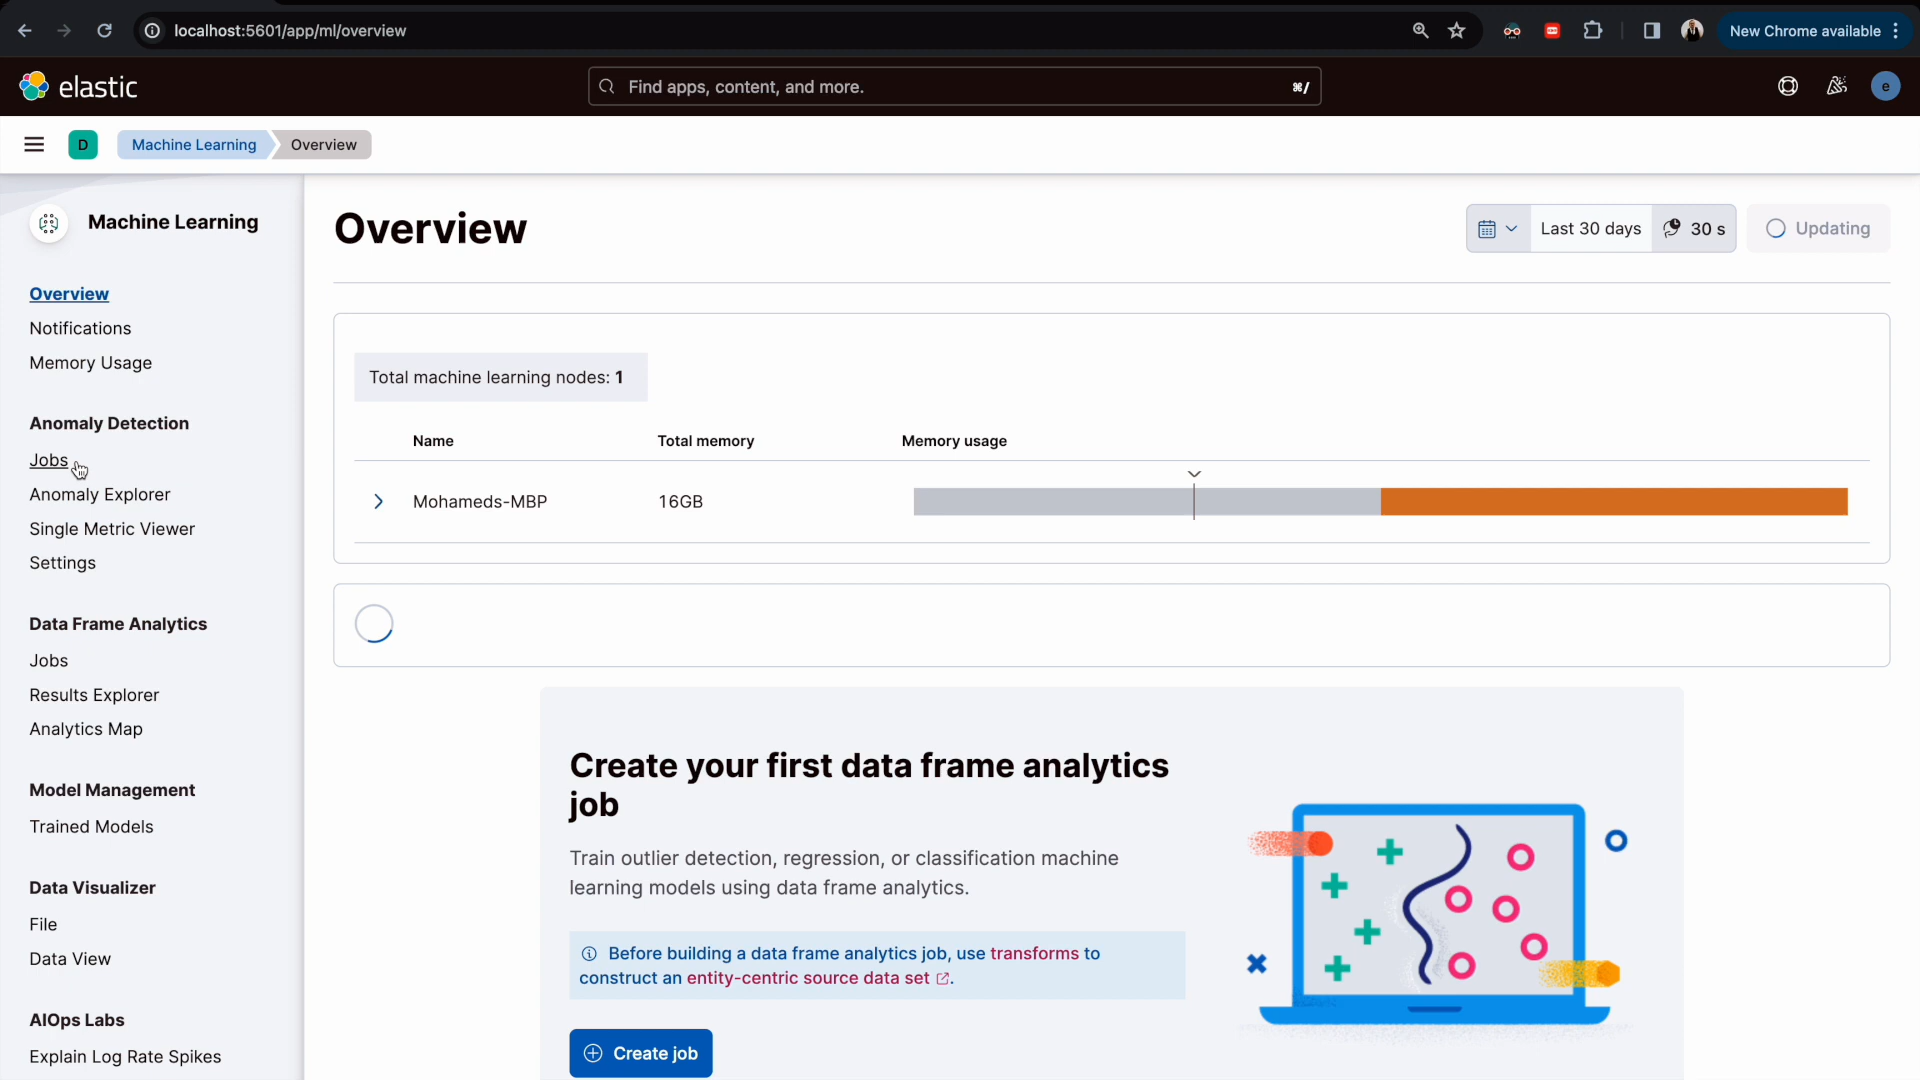 localhost:5601/app/ml/overview
New Chrome available
elastic
Find apps, content, and more.
⌘/
e
D
Machine Learning
Overview
Machine Learning
Overview
Notifications
Memory Usage
Anomaly Detection
Jobs
Anomaly Explorer
Single Metric Viewer
Settings
Data Frame Analytics
Jobs
Results Explorer
Analytics Map
Model Management
Trained Models
Data Visualizer
File
Data View
AIOps Labs
Explain Log Rate Spikes
Overview
Last 30 days
30 s
Updating
Total machine learning nodes: 1
Name
Total memory
Memory usage
Mohameds-MBP
16GB
Create your first data frame analytics
job
Train outlier detection, regression, or classification machine
learning models using data frame analytics.
Before building a data frame analytics job, use transforms to
construct an entity-centric source data set.
Create job